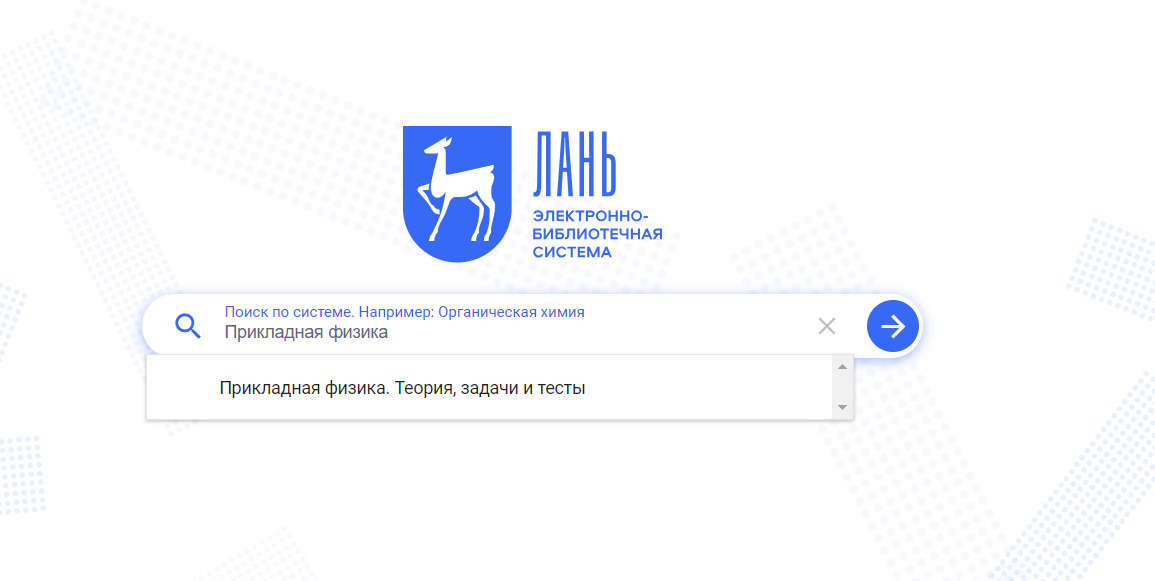 ЛАНЬ
ЭЛЕКТРОННО-
БИБЛИОТЕЧНАЯ
СИСТЕМА
Поиск по системе. Например: Органическая химия
Прикладная физика
Прикладная физика. Теория, задачи и тесты